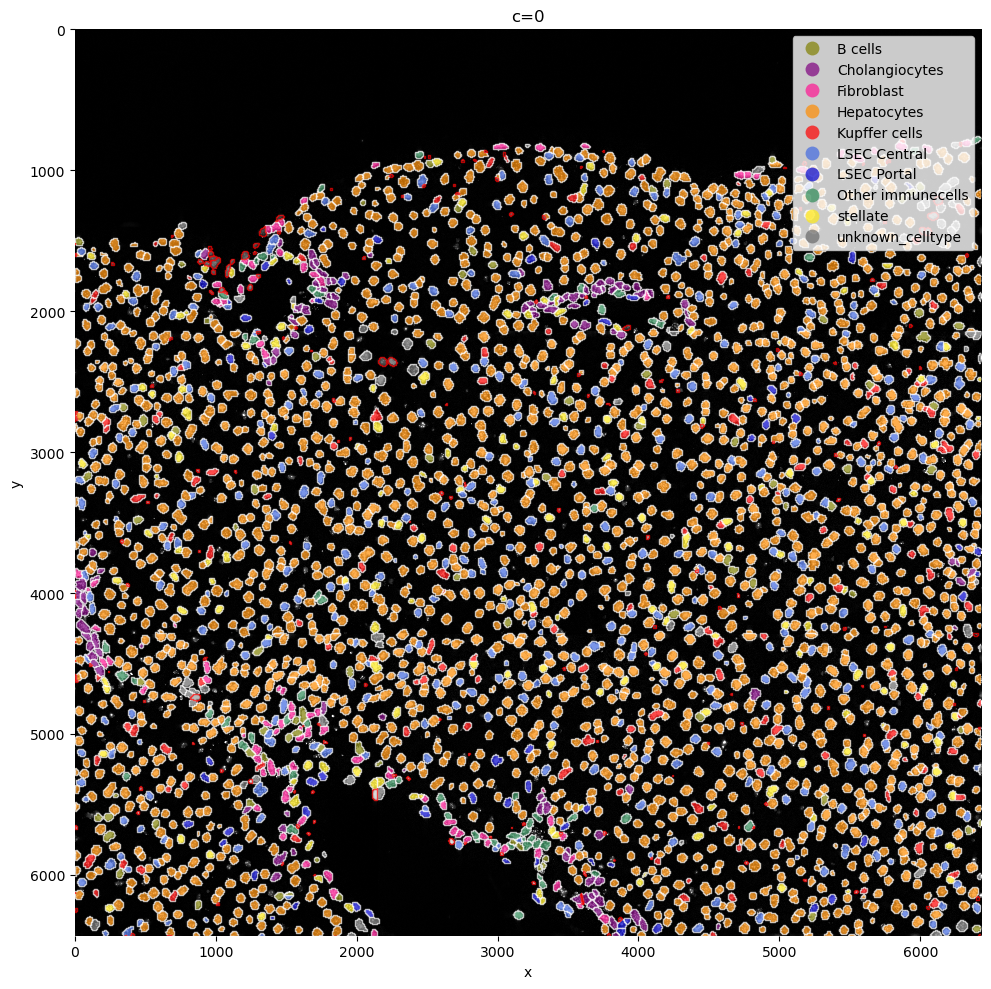 c=0
B cells
Cholangiocytes
Fibroblast
Hepatocytes
Kupffer cells
LSEC Central
LSEC Portal
Other immunecells
stellate
unknown_celltype
0
1000
2000
3000
4000
5000
6000
y
0 1000 2000 3000 4000 5000 6000
x